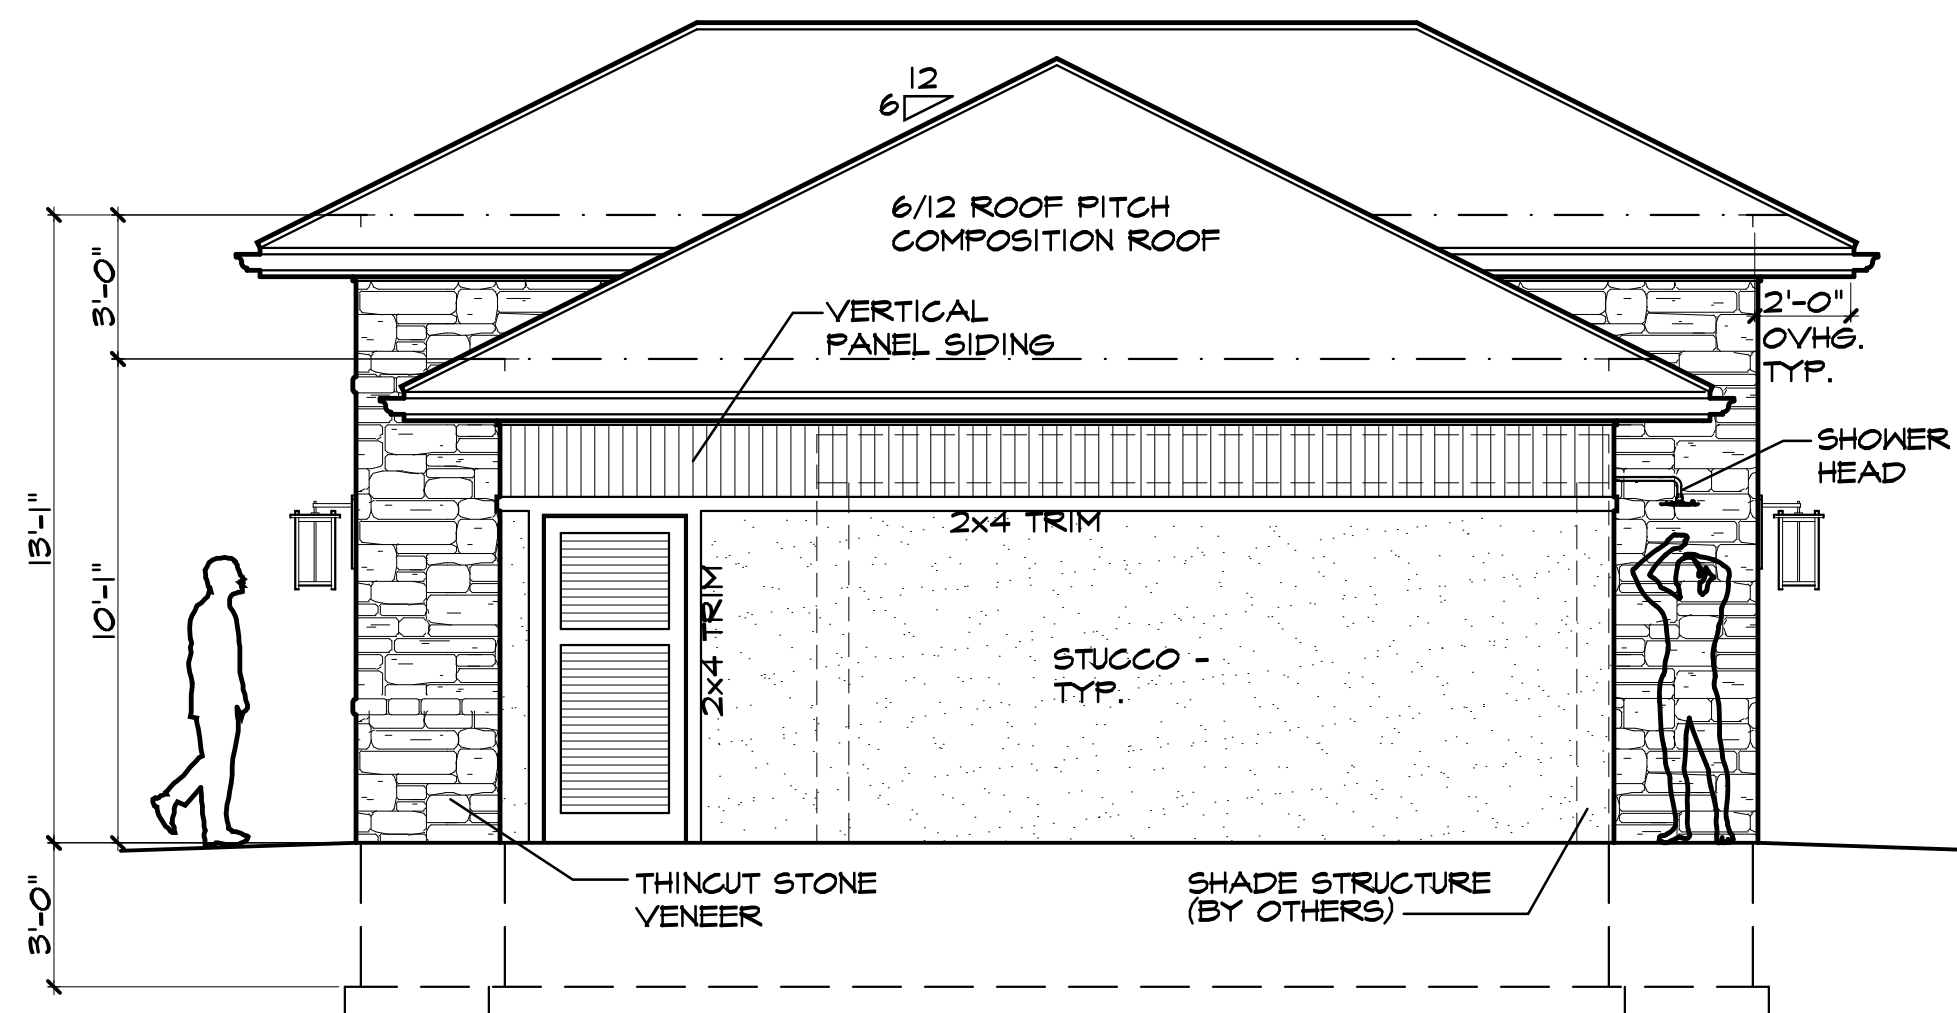 12
6
6/12 ROOF PITCH
COMPOSITION ROOF
3'-0"
VERTICAL
PANEL SIDING
2'-0"
OVHG.
TYP.
SHOWER
HEAD
13'-1"
10'-1"
2x4 TRIM
2x4 TRIM
STUCCO -
TYP.
THINCUT STONE
VENEER
SHADE STRUCTURE
(BY OTHERS)
3'-0"